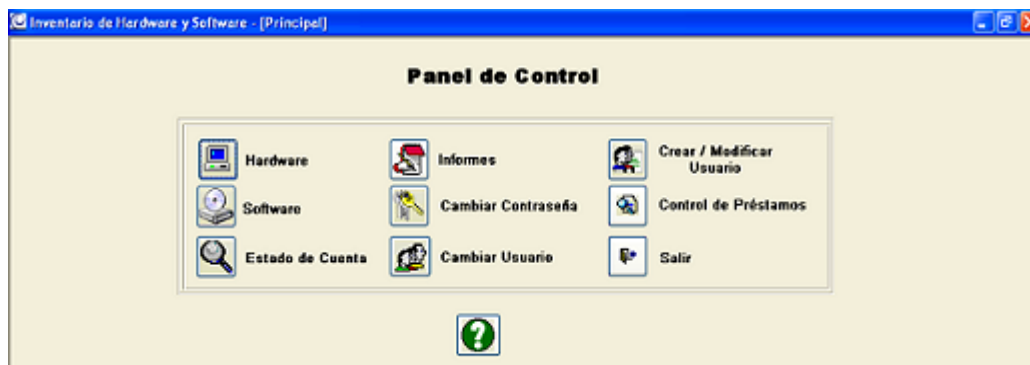 Inventario de Hardware y Software - [Principal]
Panel de Control
Hardware
Informes
Crear / Modificar
Usuario
Software
Cambiar Contraseña
Control de Préstamos
Estado de Cuenta
Cambiar Usuario
Salir
?